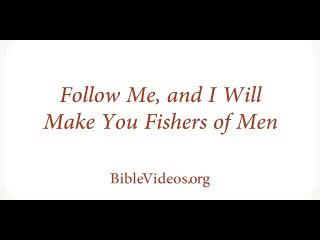 Follow Me, and I Will
Make You Fishers of Men
BibleVideos.org